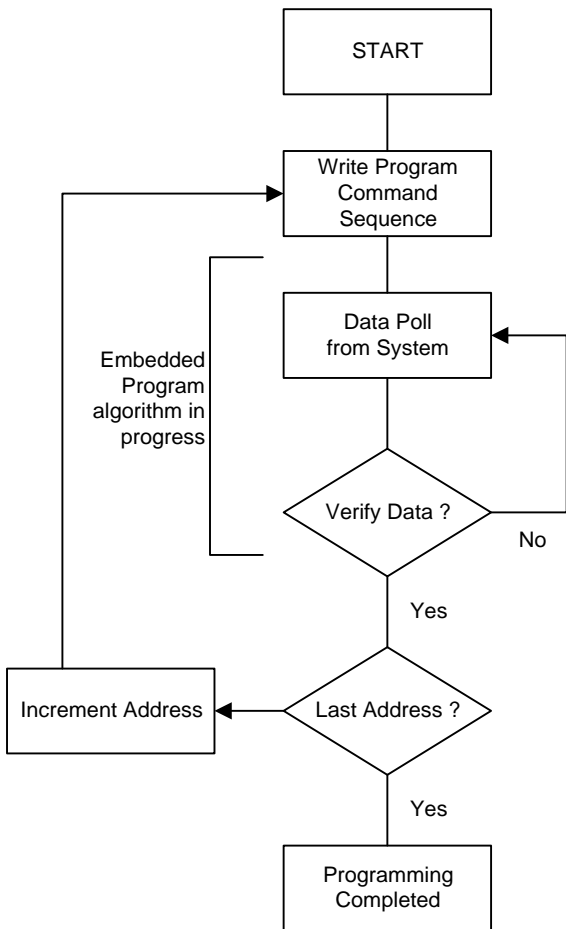 START
Write Program
Command
Sequence
Data Poll
from System
Embedded
Program
algorithm in
progress
Verify Data ?
No
Yes
Increment Address
Last Address ?
Yes
Programming
Completed